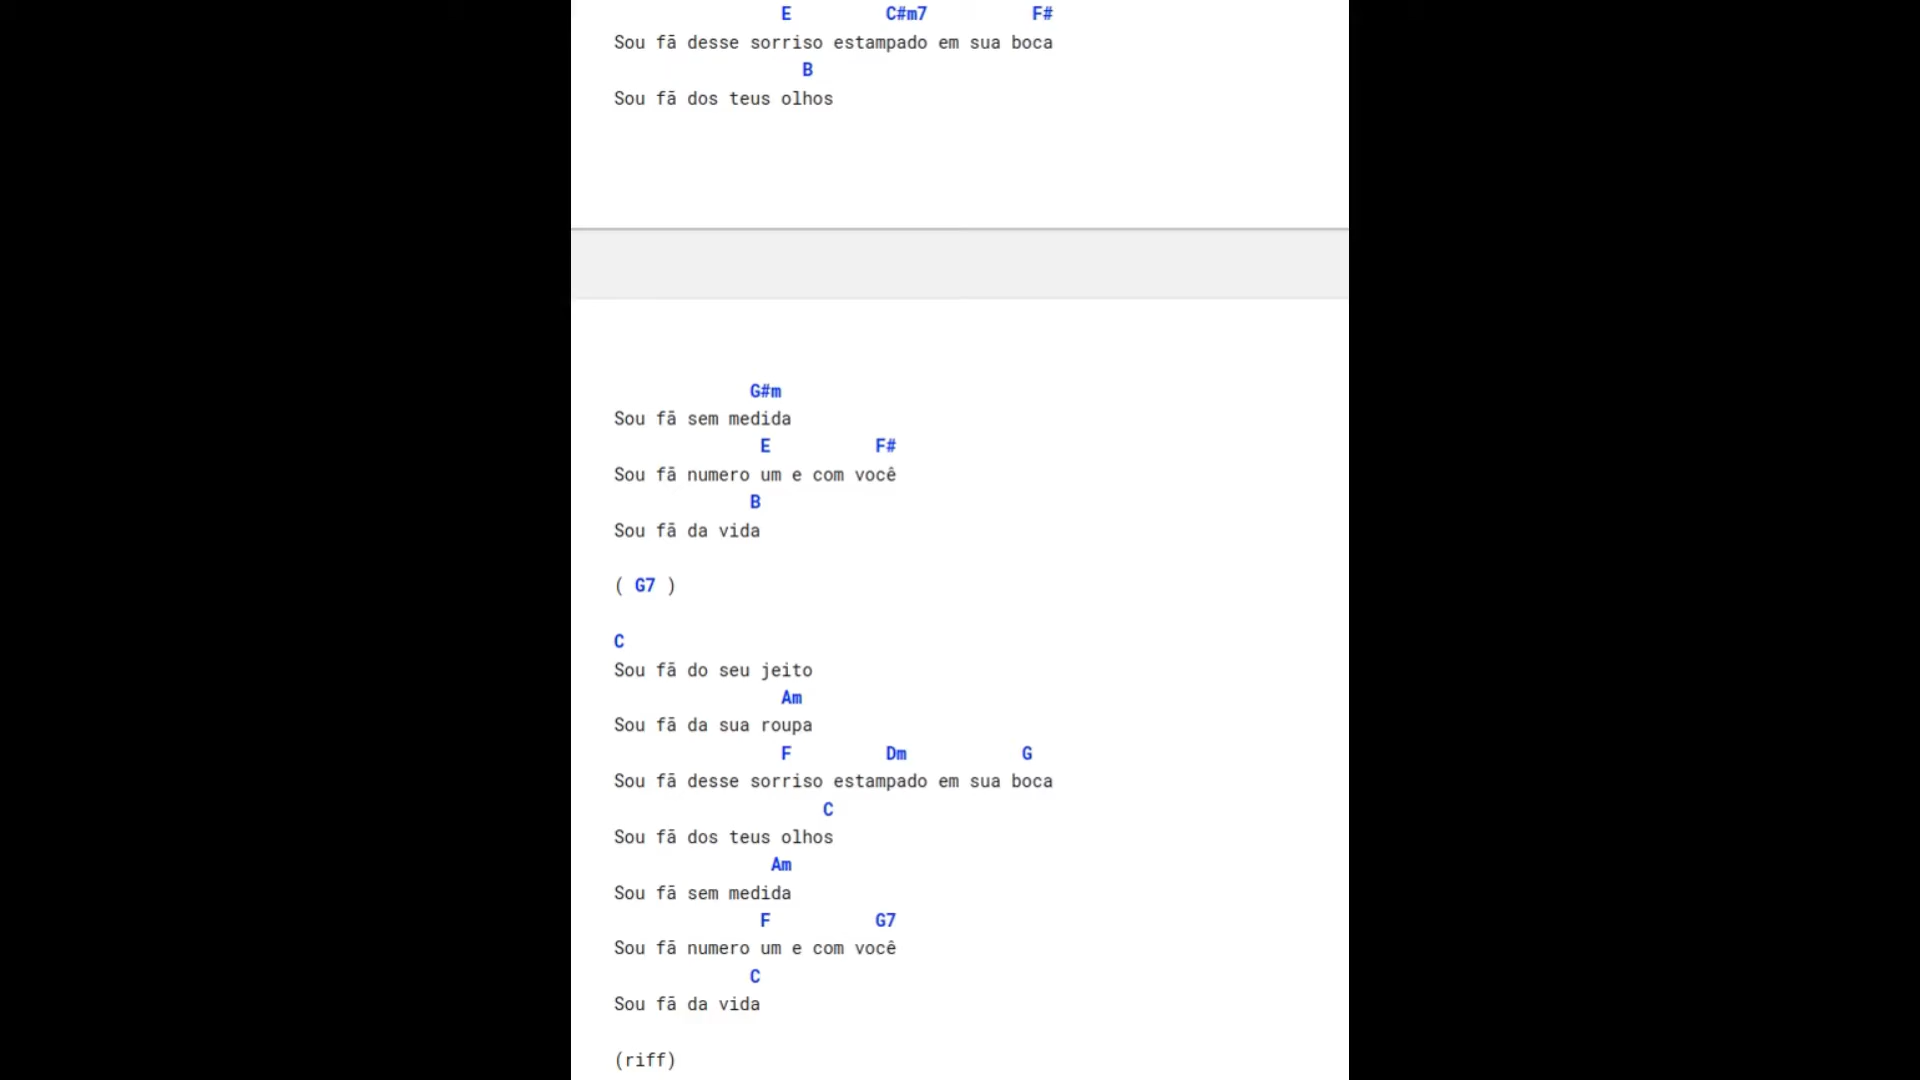 E C#m7 F#
Sou fã desse sorriso estampado em sua boca
B
Sou fã dos teus olhos
G#m
Sou fã sem medida
E F#
Sou fã numero um e com você
B
Sou fã da vida
( G7 )
C
Sou fã do seu jeito
Am
Sou fã da sua roupa
F Dm G
Sou fã desse sorriso estampado em sua boca
C
Sou fã dos teus olhos
Am
Sou fã sem medida
F G7
Sou fã numero um e com você
C
Sou fã da vida
(riff)